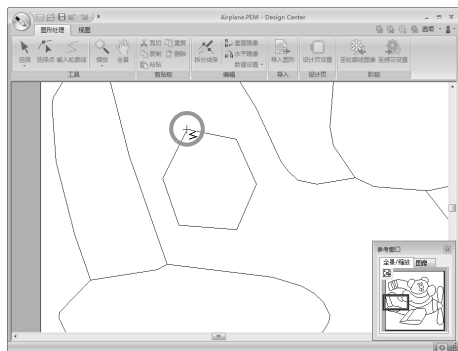 Airplane.PEM - Design Center
图形处理 视图 选项
剪切 重复
复制 删除
粘贴
垂直镜像
水平镜像
数值设置
选择 选择点 输入轮廓线 缩放 全景 拆分线条 导入图形 设计页设置 至轮廓线图像 至绣花设置
工具 剪贴板 编辑 导入 设计页 阶段
参考窗口
全景/缩放 图像